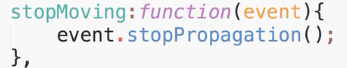 stopMoving:function(event){
    event.stopPropagation();
},